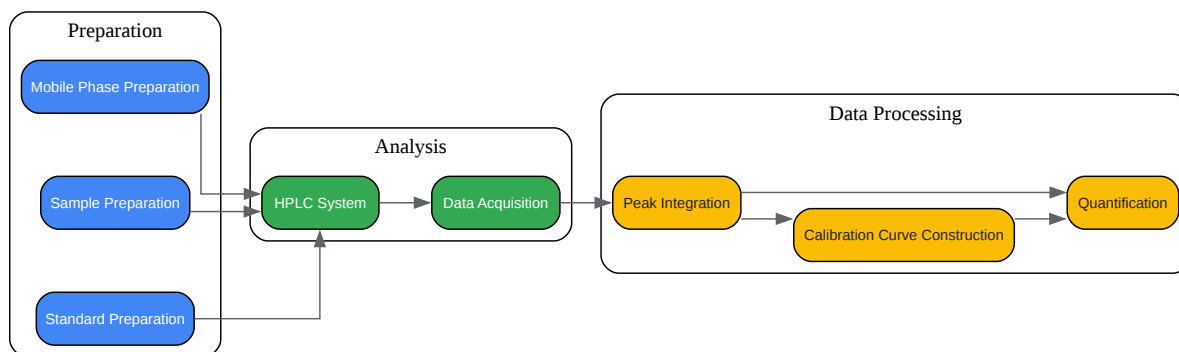 Preparation
Mobile Phase Preparation
Sample Preparation
Standard Preparation
Analysis
HPLC System
Data Acquisition
Data Processing
Peak Integration
Calibration Curve Construction
Quantification